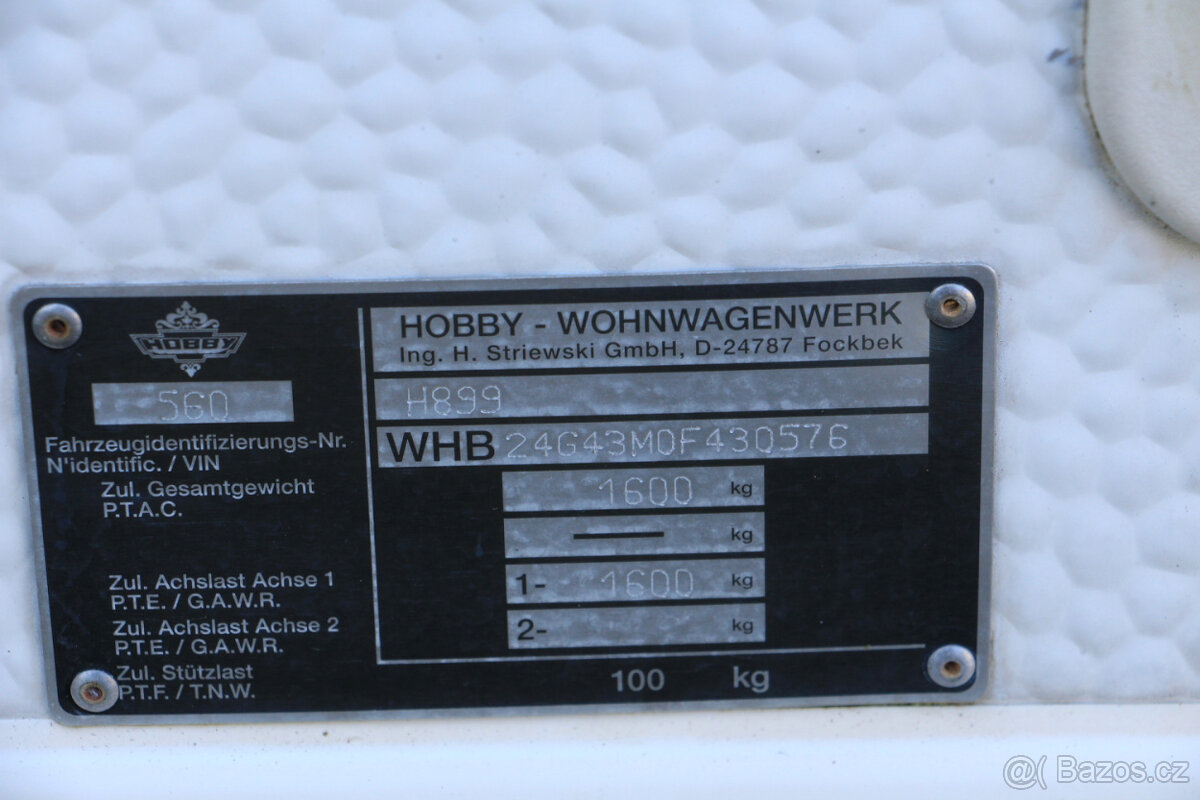 HOBBY
560
HOBBY - WOHNWAGENWERK
Ing. H. Striewski GmbH, D-24787 Fockbek
H899
Fahrzeugidentifizierungs-Nr.
N'identific. / VIN
WHB 24G43M0F430576
Zul. Gesamtgewicht
P.T.A.C.
1600 kg
— kg
Zul. Achslast Achse 1
P.T.E. / G.A.W.R.
1- 1600 kg
Zul. Achslast Achse 2
P.T.E. / G.A.W.R.
2- kg
Zul. Stützlast
P.T.F. / T.N.W.
100 kg
@( Bazos.cz